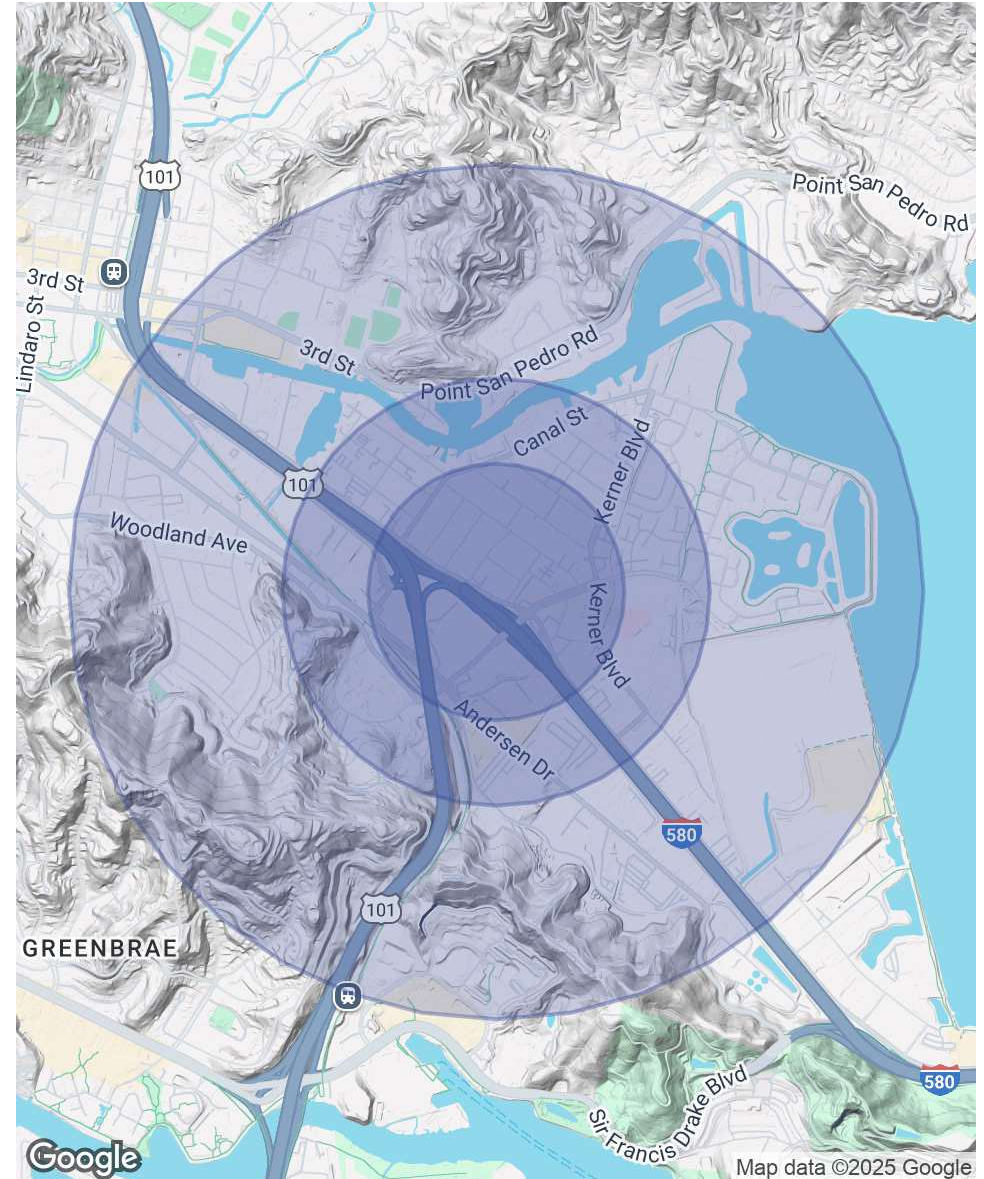 101
Point San Pedro Rd
3rd St
Lindaro St
3rd St
Point San Pedro Rd
Canal St
Kerner Blvd
101
Woodland Ave
Kerner Blvd
Andersen Dr
580
101
GREENBRAE
580
Sir Francis Drake Blvd
Google
Map data ©2025 Google